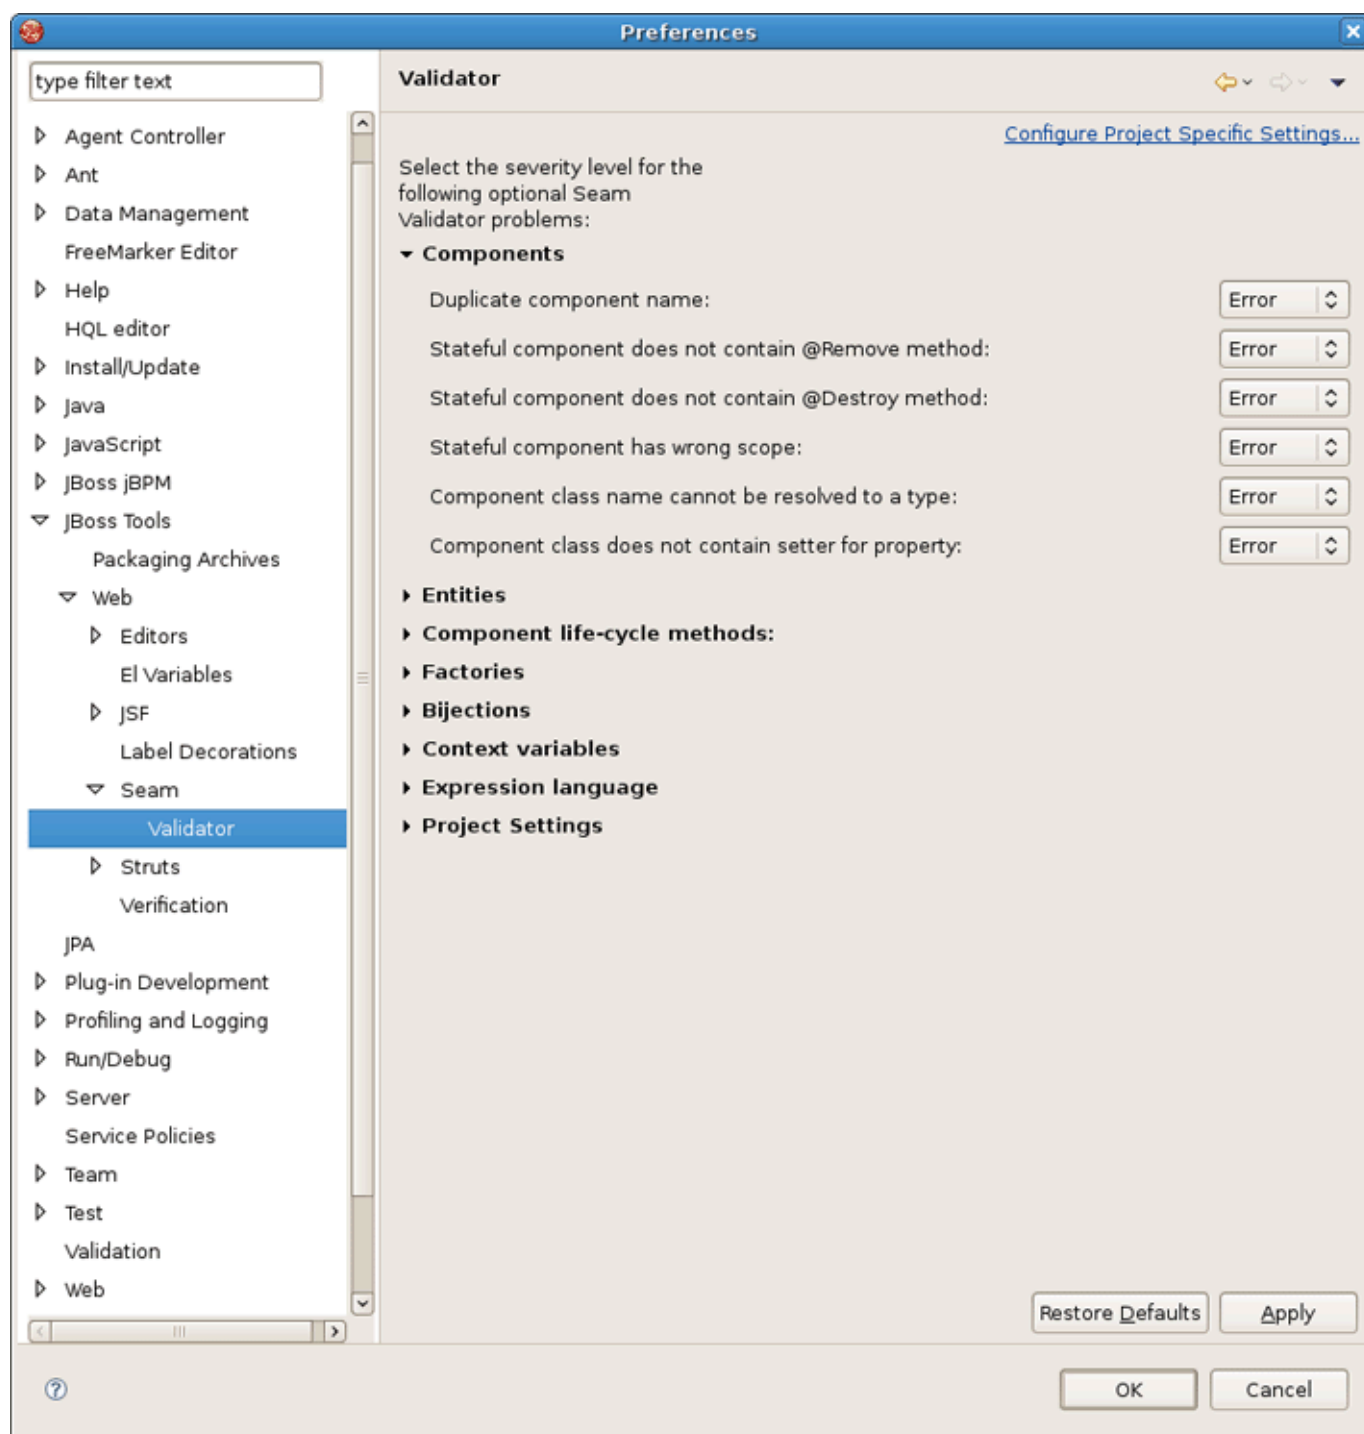 Preferences
type filter text
Agent Controller
Ant
Data Management
FreeMarker Editor
Help
HQL editor
Install/Update
Java
JavaScript
JBoss jBPM
JBoss Tools
Packaging Archives
Web
Editors
El Variables
JSF
Label Decorations
Seam
Validator
Struts
Verification
JPA
Plug-in Development
Profiling and Logging
Run/Debug
Server
Service Policies
Team
Test
Validation
Web
Validator
Configure Project Specific Settings...
Select the severity level for the
following optional Seam
Validator problems:
Components
Duplicate component name: Error
Stateful component does not contain @Remove method: Error
Stateful component does not contain @Destroy method: Error
Stateful component has wrong scope: Error
Component class name cannot be resolved to a type: Error
Component class does not contain setter for property: Error
Entities
Component life-cycle methods:
Factories
Bijections
Context variables
Expression language
Project Settings
Restore Defaults Apply
OK Cancel